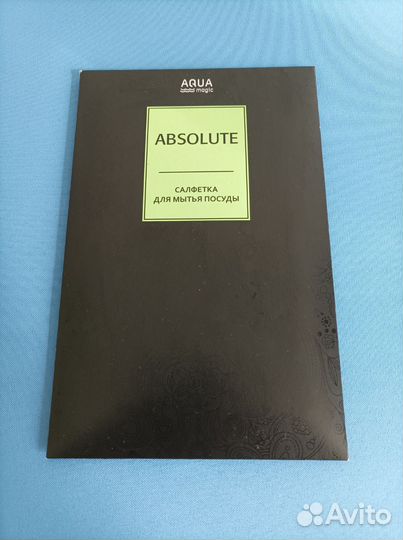 AQUA
magic
ABSOLUTE
САЛФЕТКА
ДЛЯ МЫТЬЯ ПОСУДЫ
Avito